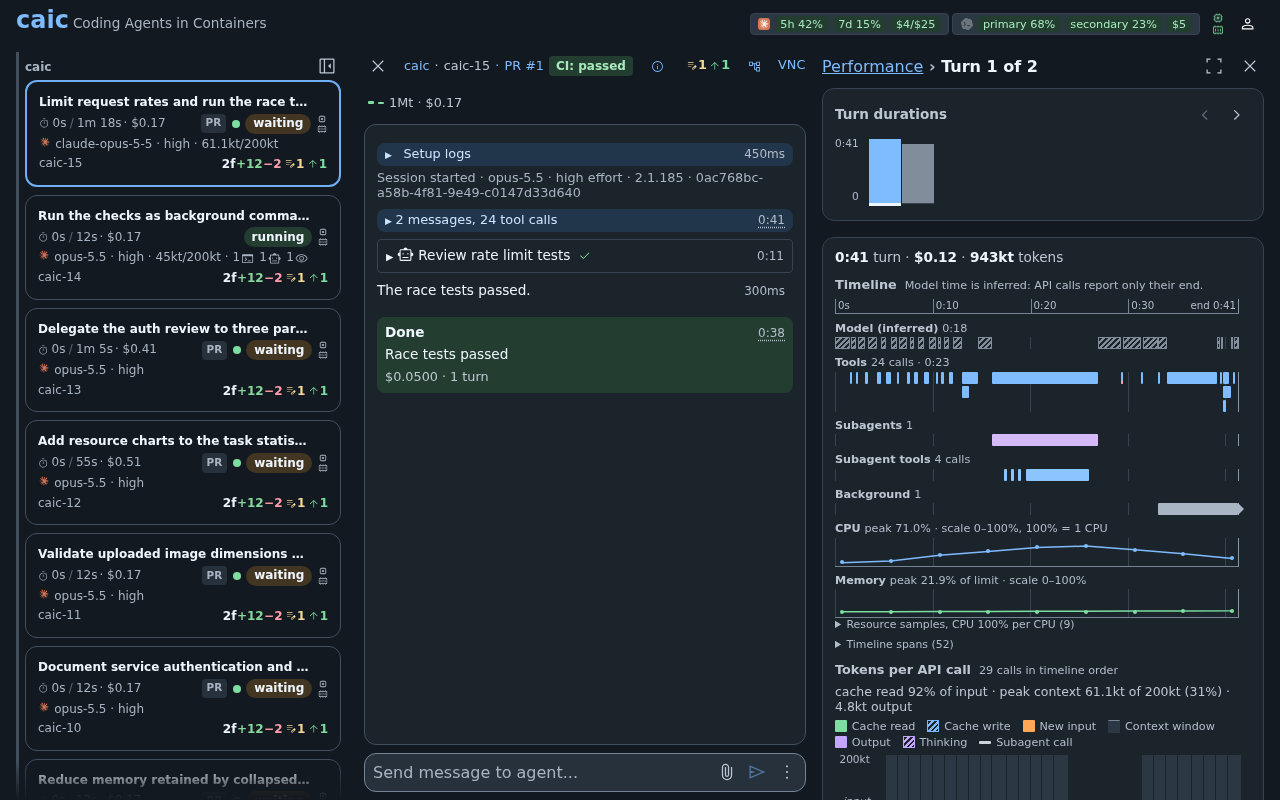 caic Coding Agents in Containers
5h 42% 7d 15% $4/$25 primary 68% secondary 23% $5
caic
Limit request rates and run the race t…
0s / 1m 18s · $0.17 PR waiting
claude-opus-5-5 · high · 61.1kt/200kt
caic-15 2f+12−2 1 ↑1
Run the checks as background comma…
0s / 12s · $0.17 running
opus-5.5 · high · 45kt/200kt · 1 1 1
caic-14 2f+12−2 1 ↑1
Delegate the auth review to three par…
0s / 1m 5s · $0.41 PR waiting
opus-5.5 · high
caic-13 2f+12−2 1 ↑1
Add resource charts to the task statis…
0s / 55s · $0.51 PR waiting
opus-5.5 · high
caic-12 2f+12−2 1 ↑1
Validate uploaded image dimensions …
0s / 12s · $0.17 PR waiting
opus-5.5 · high
caic-11 2f+12−2 1 ↑1
Document service authentication and …
0s / 12s · $0.17 PR waiting
opus-5.5 · high
caic-10 2f+12−2 1 ↑1
Reduce memory retained by collapsed…
caic · caic-15 · PR #1 CI: passed 1 ↑1 VNC
1Mt · $0.17
Setup logs 450ms
Session started · opus-5.5 · high effort · 2.1.185 · 0ac768bc-
a58b-4f81-9e49-c0147d33d640
2 messages, 24 tool calls 0:41
Review rate limit tests ✓ 0:11
The race tests passed. 300ms
Done 0:38
Race tests passed
$0.0500 · 1 turn
Send message to agent…
Performance › Turn 1 of 2
Turn durations
0:41
0
0:41 turn · $0.12 · 943kt tokens
Timeline Model time is inferred: API calls report only their end.
0s 0:10 0:20 0:30 end 0:41
Model (inferred) 0:18
Tools 24 calls · 0:23
Subagents 1
Subagent tools 4 calls
Background 1
CPU peak 71.0% · scale 0–100%, 100% = 1 CPU
Memory peak 21.9% of limit · scale 0–100%
Resource samples, CPU 100% per CPU (9)
Timeline spans (52)
Tokens per API call 29 calls in timeline order
cache read 92% of input · peak context 61.1kt of 200kt (31%) ·
4.8kt output
Cache read Cache write New input Context window
Output Thinking Subagent call
200kt